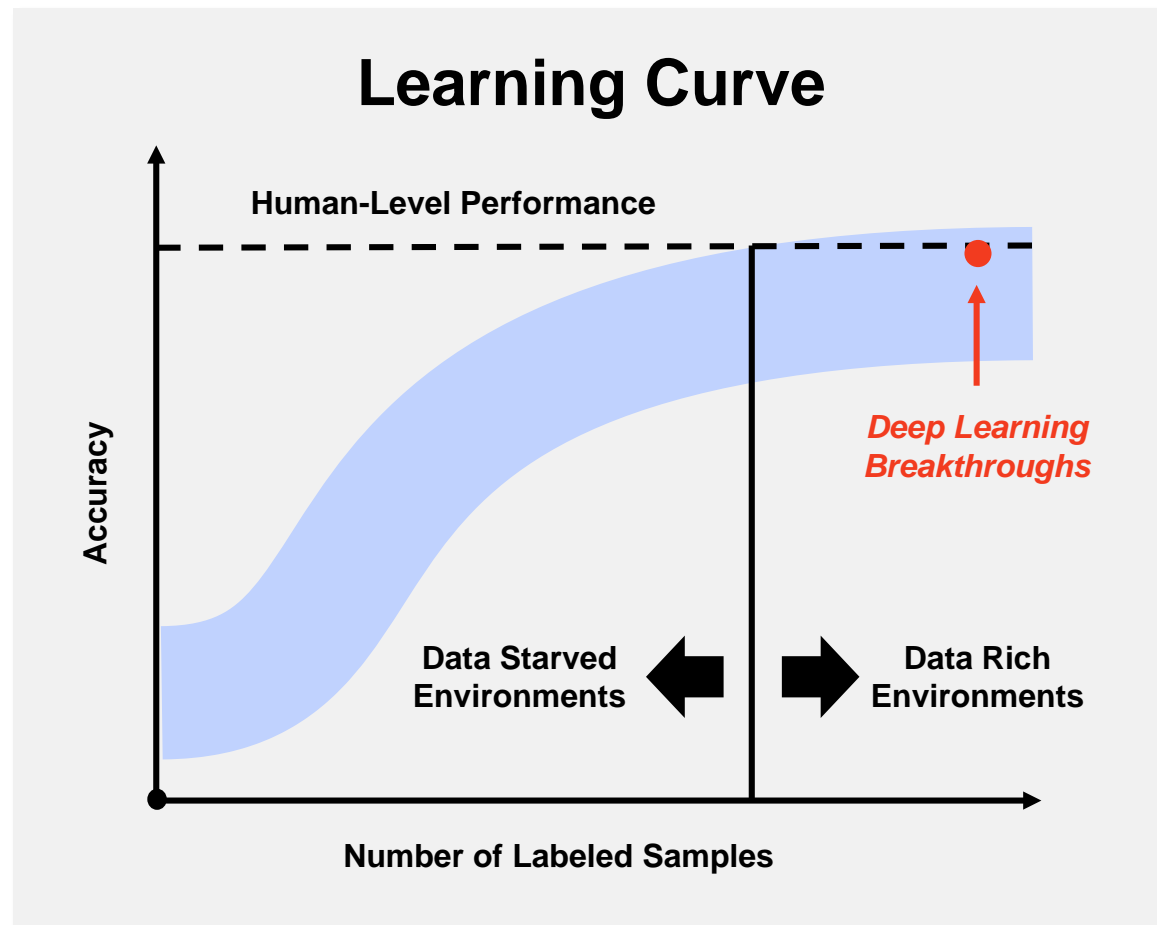 Learning Curve
Human-Level Performance
Accuracy
Deep Learning
Breakthroughs
Data Starved
Environments
Data Rich
Environments
Number of Labeled Samples